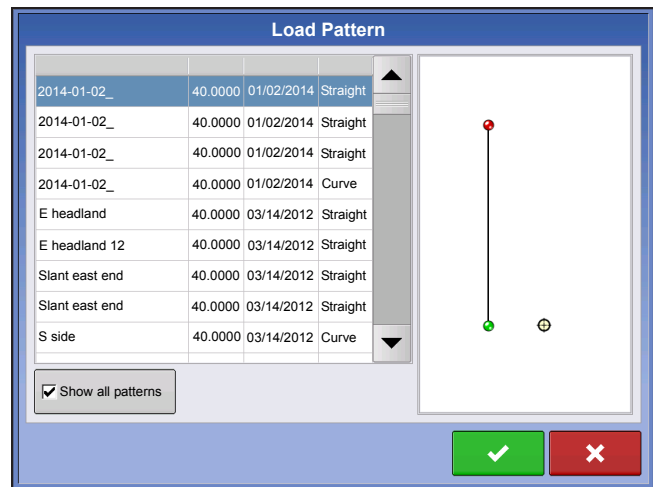 Load Pattern
2014-01-02_ 40.0000 01/02/2014 Straight
2014-01-02_ 40.0000 01/02/2014 Straight
2014-01-02_ 40.0000 01/02/2014 Straight
2014-01-02_ 40.0000 01/02/2014 Curve
E headland 40.0000 03/14/2012 Straight
E headland 12 40.0000 03/14/2012 Straight
Slant east end 40.0000 03/14/2012 Straight
Slant east end 40.0000 03/14/2012 Straight
S side 40.0000 03/14/2012 Curve
Show all patterns